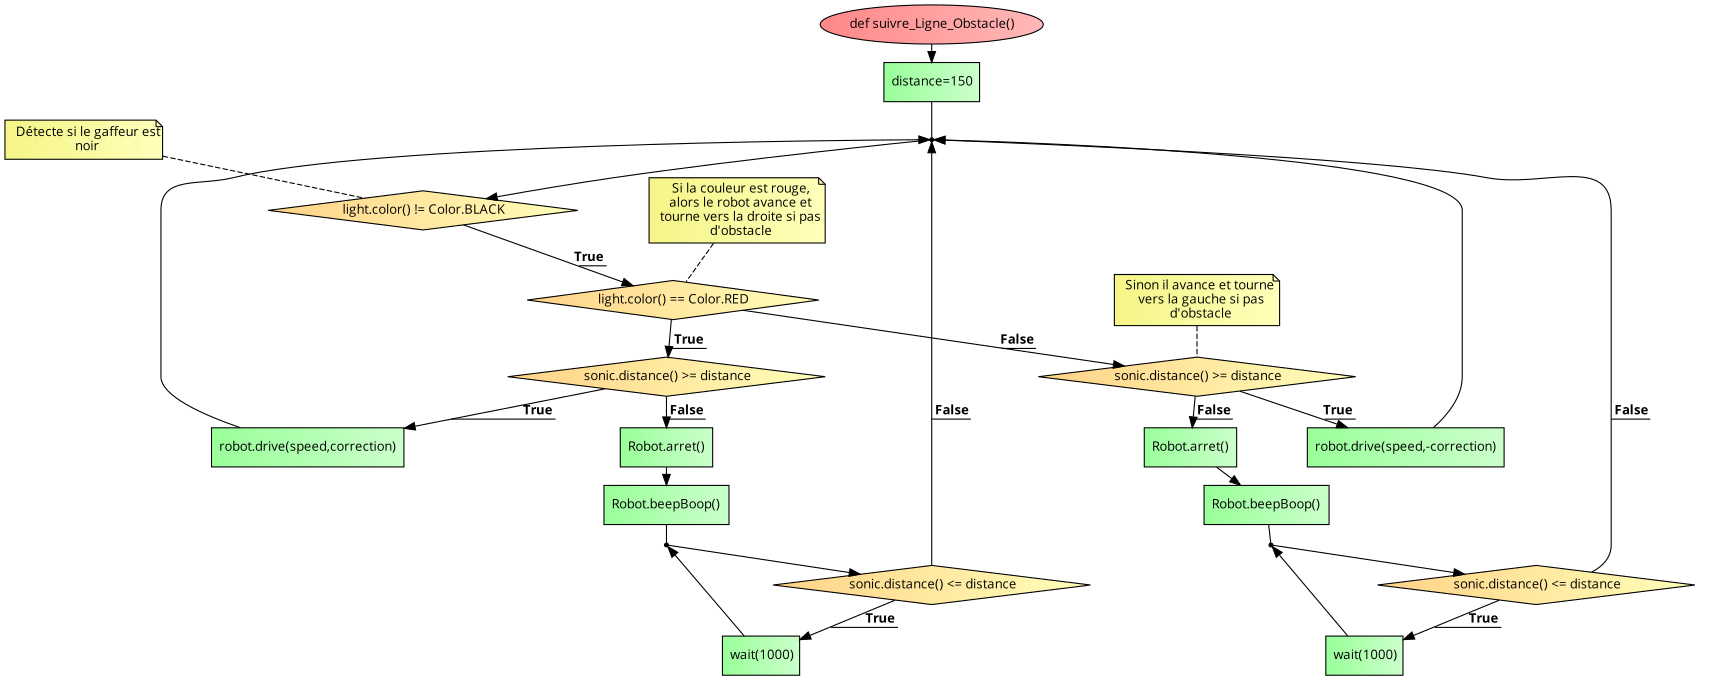 def suivre_Ligne_Obstacle()
distance=150
Détecte si le gaffeur est
noir
light.color() != Color.BLACK
Si la couleur est rouge,
alors le robot avance et
tourne vers la droite si pas
d'obstacle
True
light.color() == Color.RED
Sinon il avance et tourne
vers la gauche si pas
d'obstacle
True
False
sonic.distance() >= distance
sonic.distance() >= distance
True
False
False
False
True
False
robot.drive(speed,correction)
Robot.arret()
Robot.arret()
robot.drive(speed,-correction)
Robot.beepBoop()
Robot.beepBoop()
sonic.distance() <= distance
sonic.distance() <= distance
True
True
wait(1000)
wait(1000)